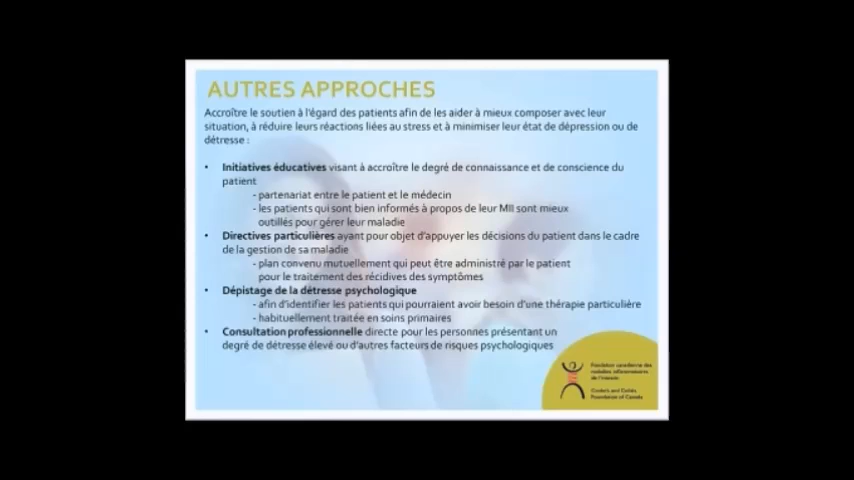 AUTRES APPROCHES
Accroître le soutien à l'égard des patients afin de les aider à mieux composer avec leur
situation, à réduire leurs réactions liées au stress et à minimiser leur état de dépression ou de
détresse :
• Initiatives éducatives visant à accroître le degré de connaissance et de conscience du
patient
- partenariat entre le patient et le médecin
- les patients qui sont bien informés à propos de leur MII sont mieux
outillés pour gérer leur maladie
• Directives particulières ayant pour objet d'appuyer les décisions du patient dans le cadre
de la gestion de sa maladie
- plan convenu mutuellement qui peut être administré par le patient
pour le traitement des récidives des symptômes
• Dépistage de la détresse psychologique
- afin d'identifier les patients qui pourraient avoir besoin d'une thérapie particulière
- habituellement traitée en soins primaires
• Consultation professionnelle directe pour les personnes présentant un
degré de détresse élevé ou d'autres facteurs de risques psychologiques
Fondation canadienne des
maladies inflammatoires
de l'intestin
Crohn's and Colitis
Foundation of Canada